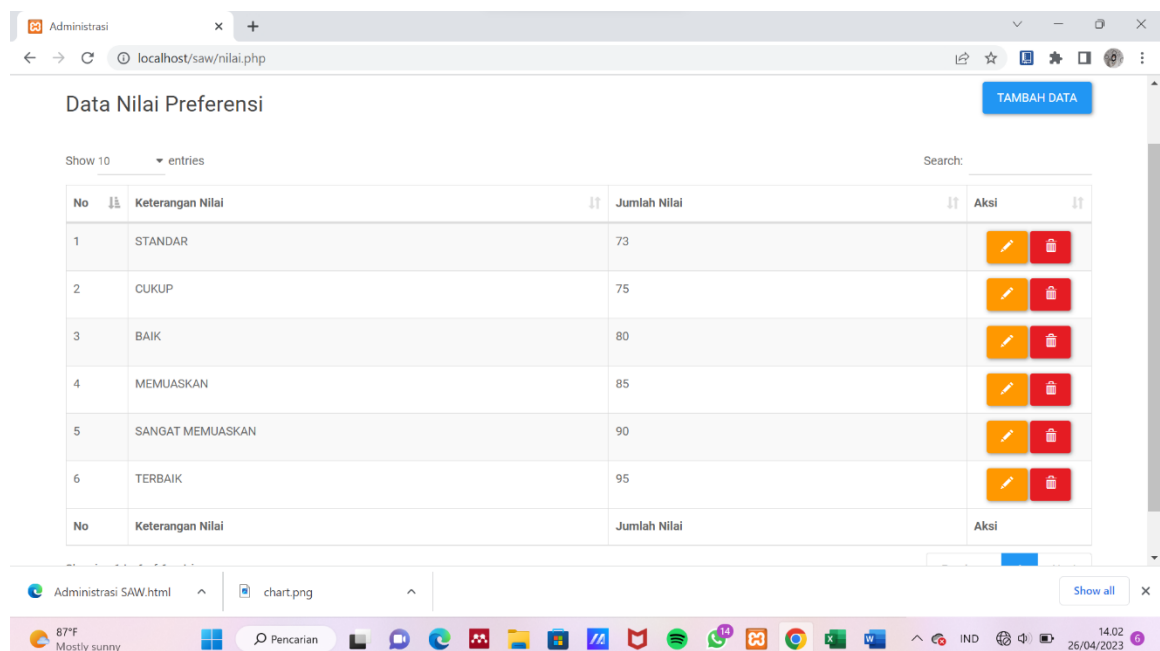 Administrasi
localhost/saw/nilai.php
Data Nilai Preferensi
TAMBAH DATA
Show 10 entries
Search:
No Keterangan Nilai Jumlah Nilai Aksi
1 STANDAR 73
2 CUKUP 75
3 BAIK 80
4 MEMUASKAN 85
5 SANGAT MEMUASKAN 90
6 TERBAIK 95
No Keterangan Nilai Jumlah Nilai Aksi
Administrasi SAW.html
chart.png
Show all
87°F
Mostly sunny
Pencarian
14
IND
14.02
26/04/2023
6